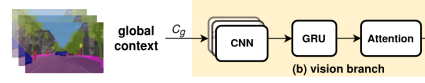 global
context
C_g
CNN
GRU
Attention
(b) vision branch